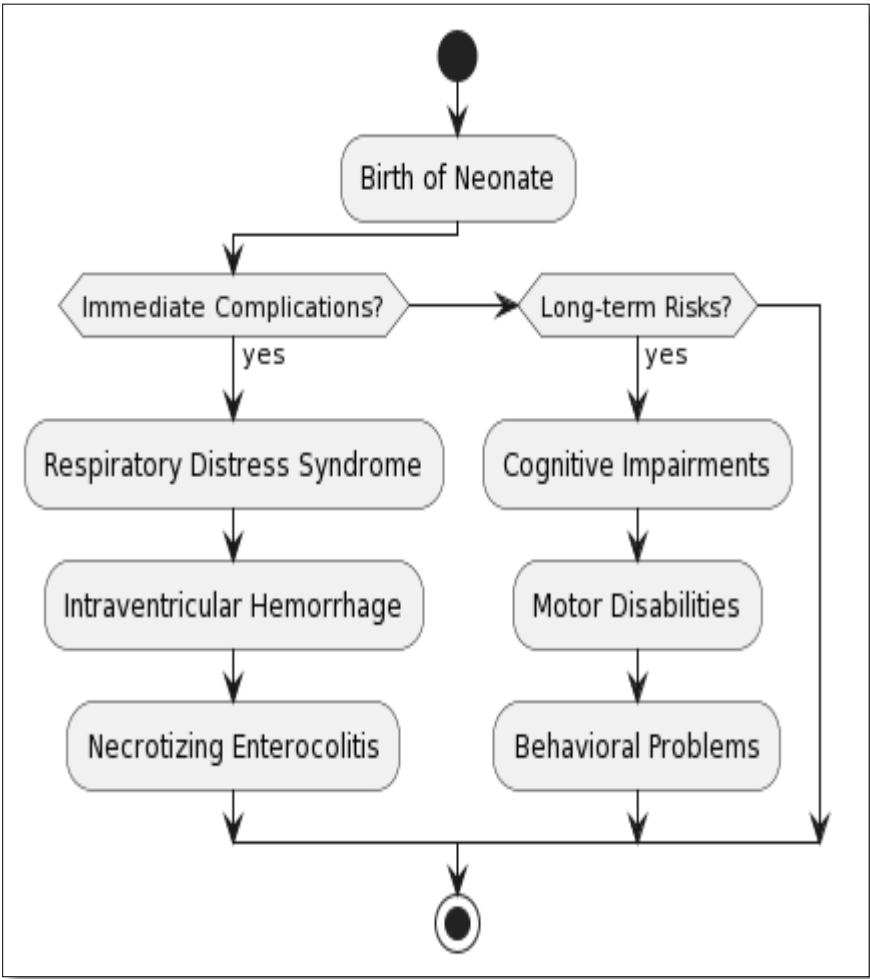 Birth of Neonate
Immediate Complications?
Long-term Risks?
yes
yes
Respiratory Distress Syndrome
Cognitive Impairments
Intraventricular Hemorrhage
Motor Disabilities
Necrotizing Enterocolitis
Behavioral Problems